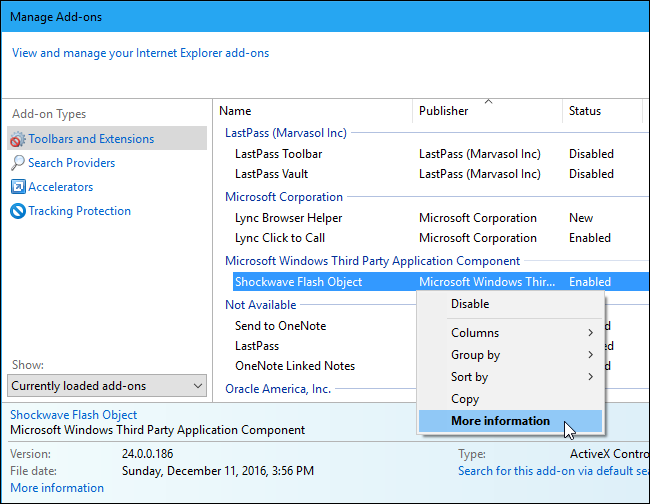 Manage Add-ons
View and manage your Internet Explorer add-ons
Add-on Types
Toolbars and Extensions
Search Providers
Accelerators
Tracking Protection
Show:
Currently loaded add-ons
Name Publisher Status
LastPass (Marvasol Inc)
LastPass Toolbar LastPass (Marvasol Inc) Disabled
LastPass Vault LastPass (Marvasol Inc) Disabled
Microsoft Corporation
Lync Browser Helper Microsoft Corporation New
Lync Click to Call Microsoft Corporation Enabled
Microsoft Windows Third Party Application Component
Shockwave Flash Object Microsoft Windows Thir... Enabled
Not Available
Send to OneNote
LastPass
OneNote Linked Notes
Oracle America, Inc.
Disable
Columns
Group by
Sort by
Copy
More information
Shockwave Flash Object
Microsoft Windows Third Party Application Component
Version: 24.0.0.186 Type: ActiveX Contro
File date: Sunday, December 11, 2016, 3:56 PM Search for this add-on via default sea
More information